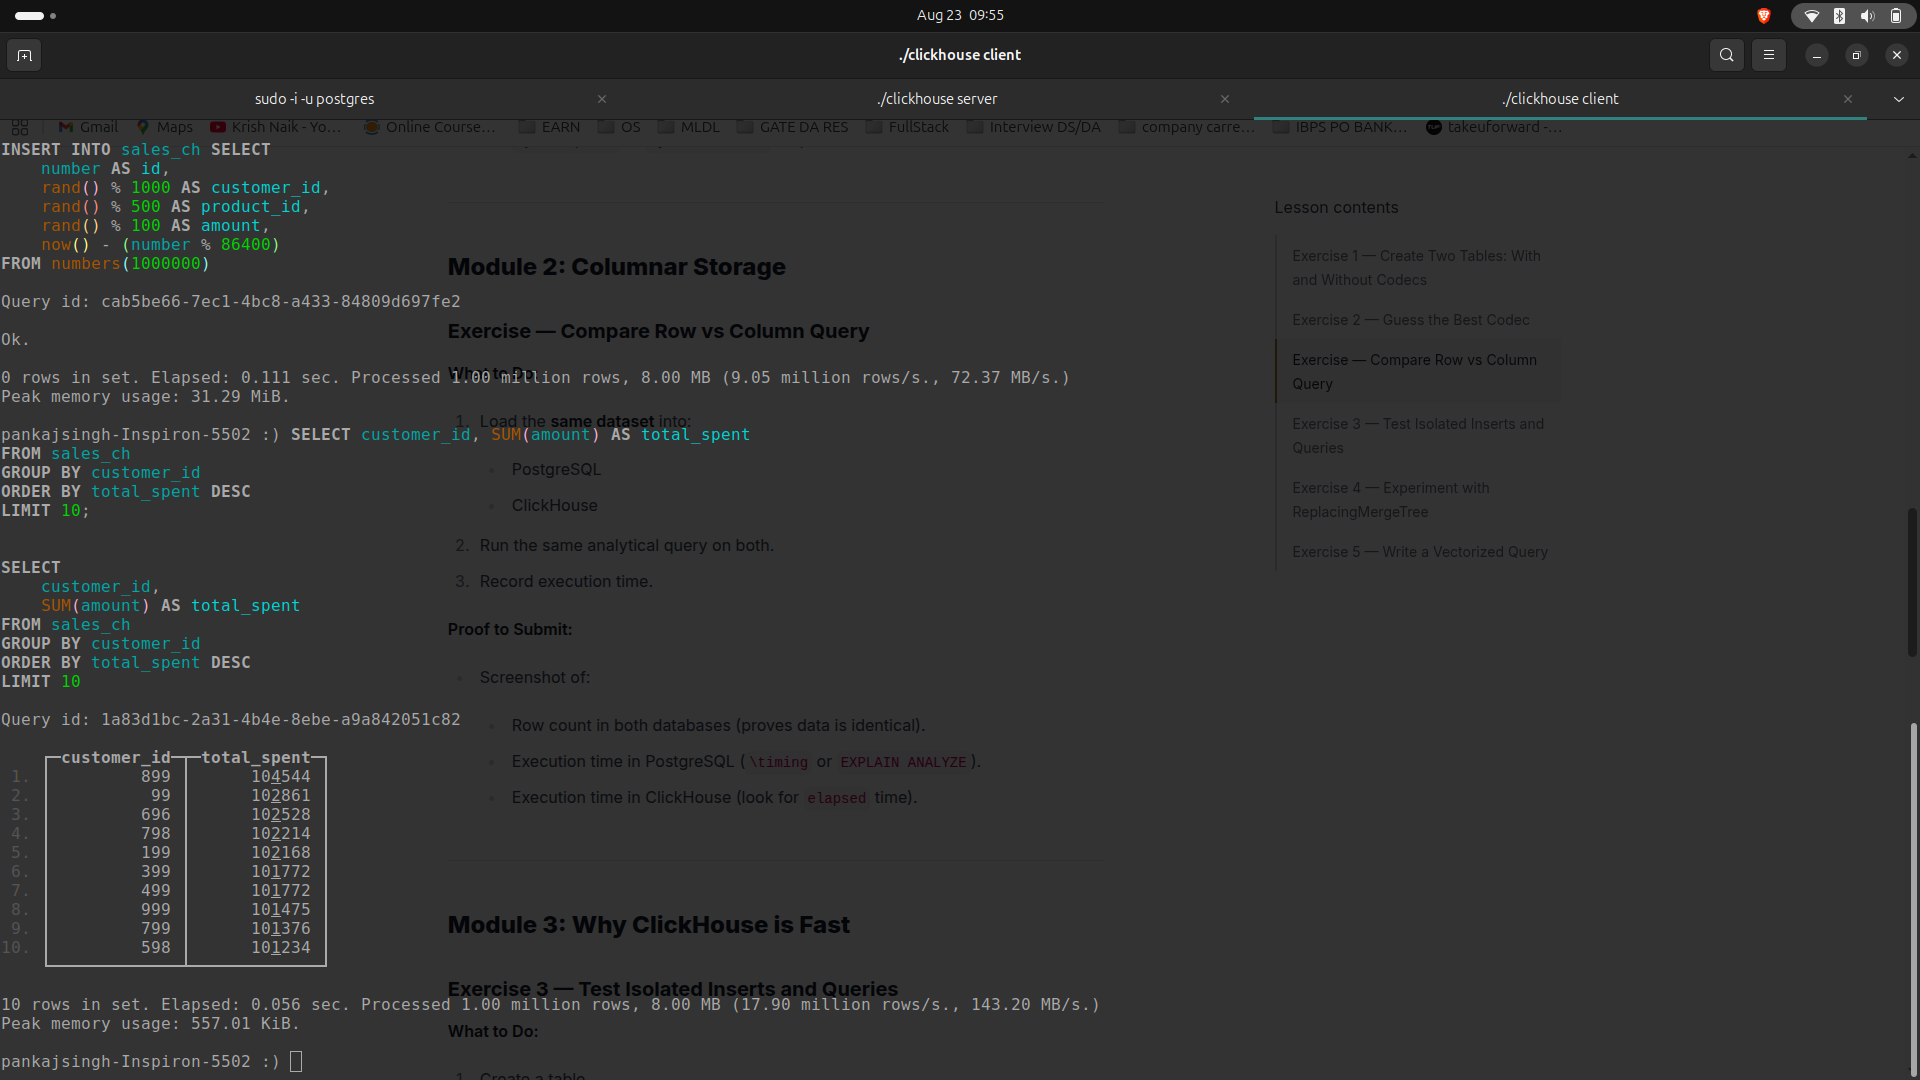 Aug 23 09:55
./clickhouse client
sudo -i -u postgres
./clickhouse server
./clickhouse client
Gmail
Maps
Krish Naik - Yo...
Online Course...
EARN
OS
MLDL
GATE DA RES
FullStack
Interview DS/DA
company carre...
IBPS PO BANK...
takeuforward -...
INSERT INTO sales_ch SELECT
number AS id,
rand() % 1000 AS customer_id,
rand() % 500 AS product_id,
rand() % 100 AS amount,
now() - (number % 86400)
FROM numbers(1000000)
Query id: cab5be66-7ec1-4bc8-a433-84809d697fe2
Ok.
0 rows in set. Elapsed: 0.111 sec. Processed 1.00 million rows, 8.00 MB (9.05 million rows/s., 72.37 MB/s.)
Peak memory usage: 31.29 MiB.
pankajsingh-Inspiron-5502 :) SELECT customer_id, SUM(amount) AS total_spent
FROM sales_ch
GROUP BY customer_id
ORDER BY total_spent DESC
LIMIT 10;
SELECT
customer_id,
SUM(amount) AS total_spent
FROM sales_ch
GROUP BY customer_id
ORDER BY total_spent DESC
LIMIT 10
Query id: 1a83d1bc-2a31-4b4e-8ebe-a9a842051c82
customer_id total_spent
1. 899 104544
2. 99 102861
3. 696 102528
4. 798 102214
5. 199 102168
6. 399 101772
7. 499 101772
8. 999 101475
9. 799 101376
10. 598 101234
10 rows in set. Elapsed: 0.056 sec. Processed 1.00 million rows, 8.00 MB (17.90 million rows/s., 143.20 MB/s.)
Peak memory usage: 557.01 KiB.
pankajsingh-Inspiron-5502 :)
Module 2: Columnar Storage
Exercise — Compare Row vs Column Query
What to Do:
1. Load the same dataset into:
PostgreSQL
ClickHouse
2. Run the same analytical query on both.
3. Record execution time.
Proof to Submit:
Screenshot of:
Row count in both databases (proves data is identical).
Execution time in PostgreSQL (\timing or EXPLAIN ANALYZE).
Execution time in ClickHouse (look for elapsed time).
Module 3: Why ClickHouse is Fast
Exercise 3 — Test Isolated Inserts and Queries
What to Do:
1. Create a table
Lesson contents
Exercise 1 — Create Two Tables: With
and Without Codecs
Exercise 2 — Guess the Best Codec
Exercise — Compare Row vs Column
Query
Exercise 3 — Test Isolated Inserts and
Queries
Exercise 4 — Experiment with
ReplacingMergeTree
Exercise 5 — Write a Vectorized Query